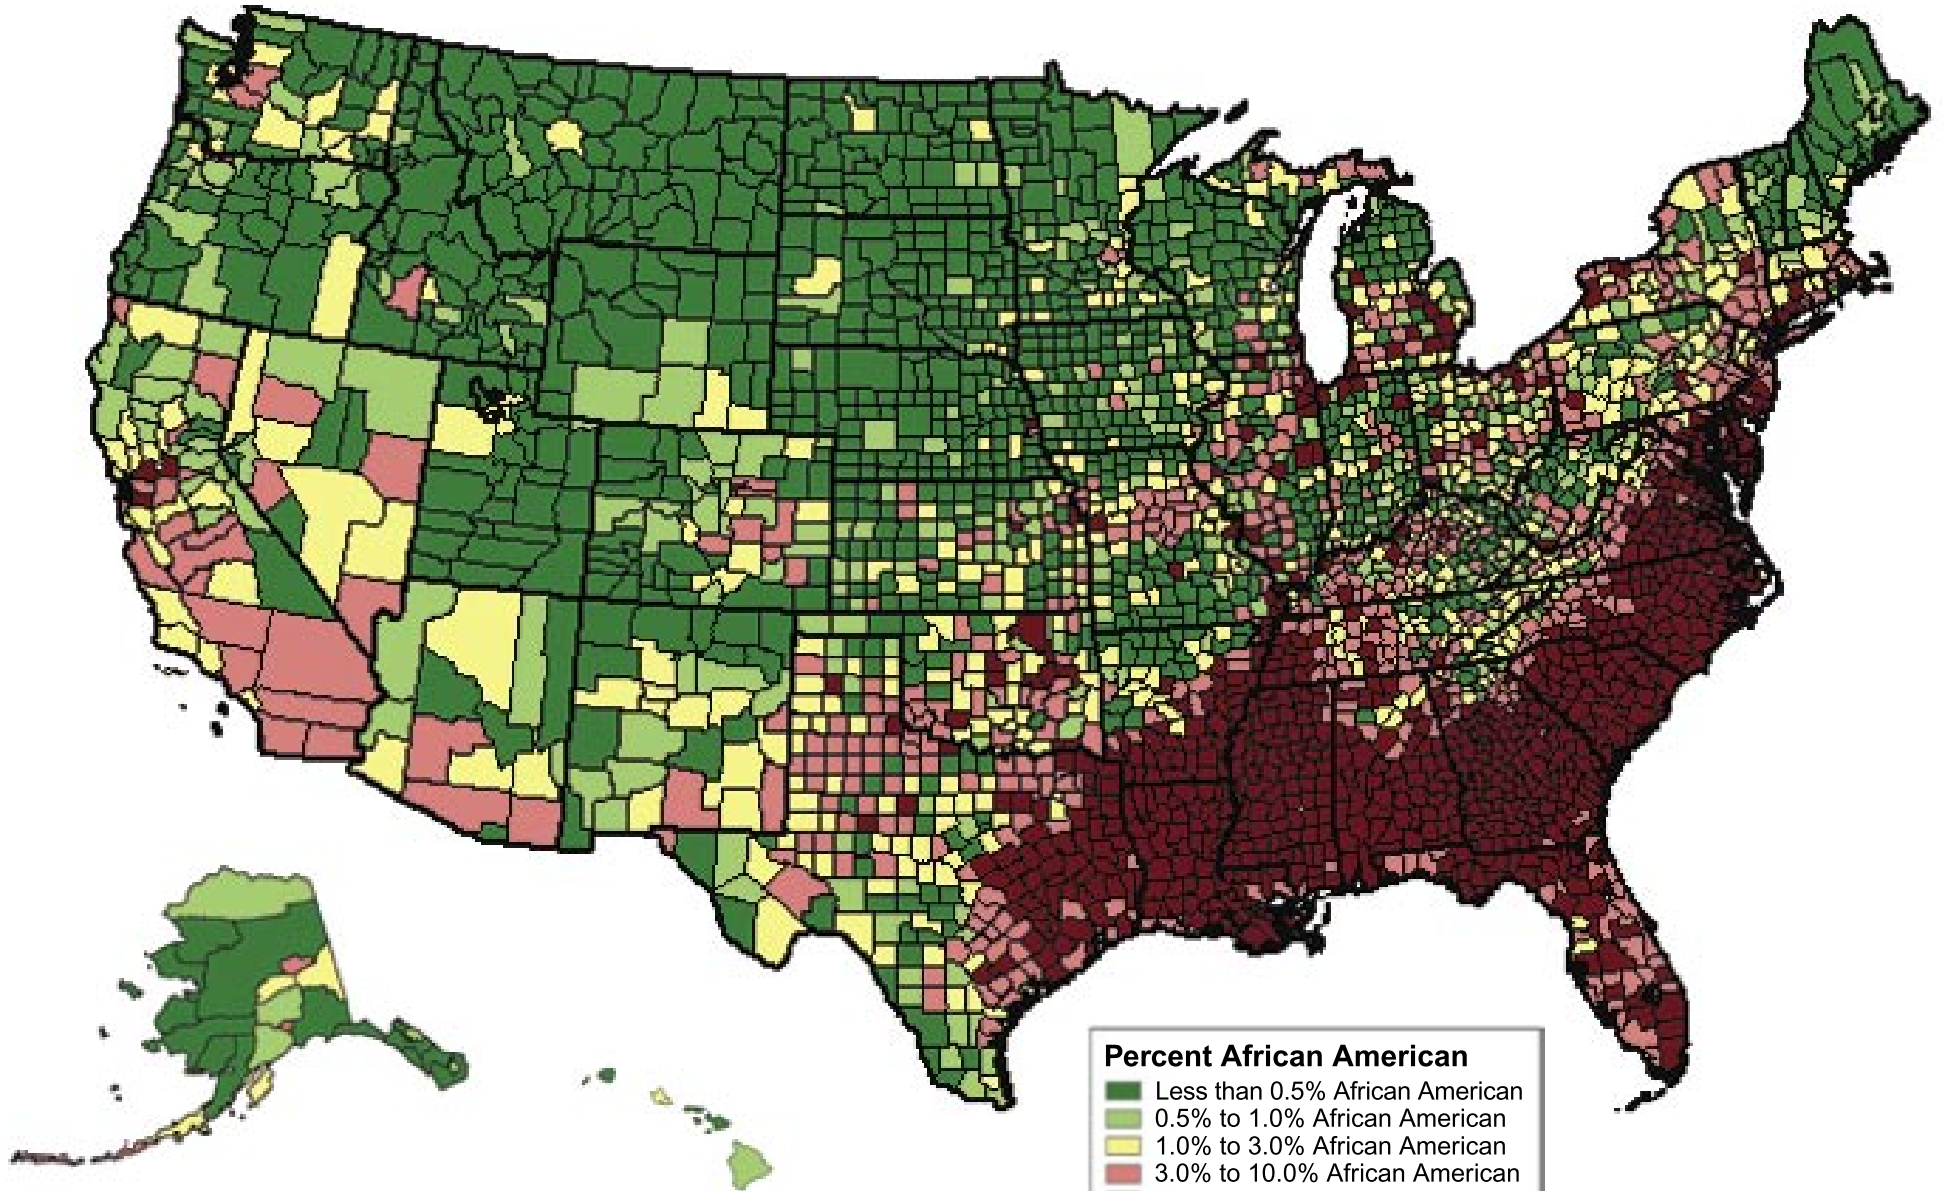 Percent African American
Less than 0.5% African American
0.5% to 1.0% African American
1.0% to 3.0% African American
3.0% to 10.0% African American